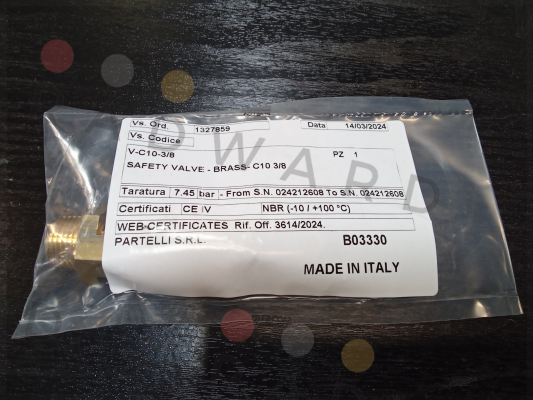 Vs. Ord. 1327859 Data 14/03/2024
Vs. Codice
V-C10-3/8 PZ 1
SAFETY VALVE - BRASS- C10 3/8
Taratura 7.45 bar - From S.N. 024212608 To S.N. 024212608
Certificati CE IV NBR (-10 / +100 °C)
WEB-CERTIFICATES Rif. Off. 3614/2024.
PARTELLI S.R.L. B03330
MADE IN ITALY
DWARD